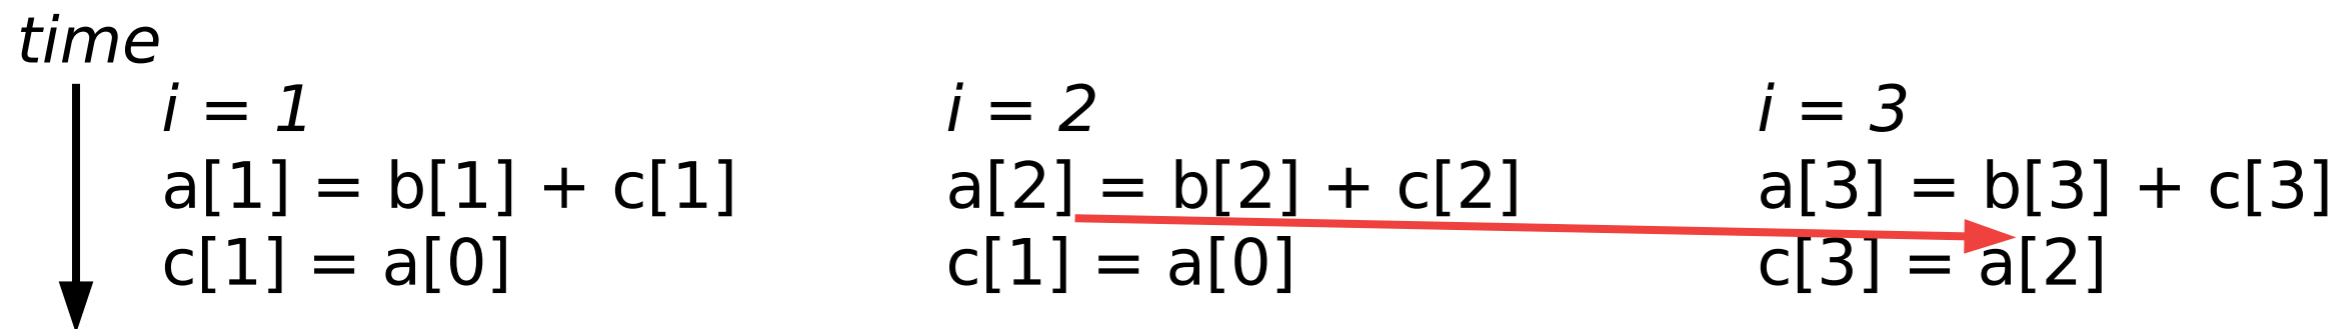 time
i = 1
a[1] = b[1] + c[1]
c[1] = a[0]
i = 2
a[2] = b[2] + c[2]
c[1] = a[0]
i = 3
a[3] = b[3] + c[3]
c[3] = a[2]